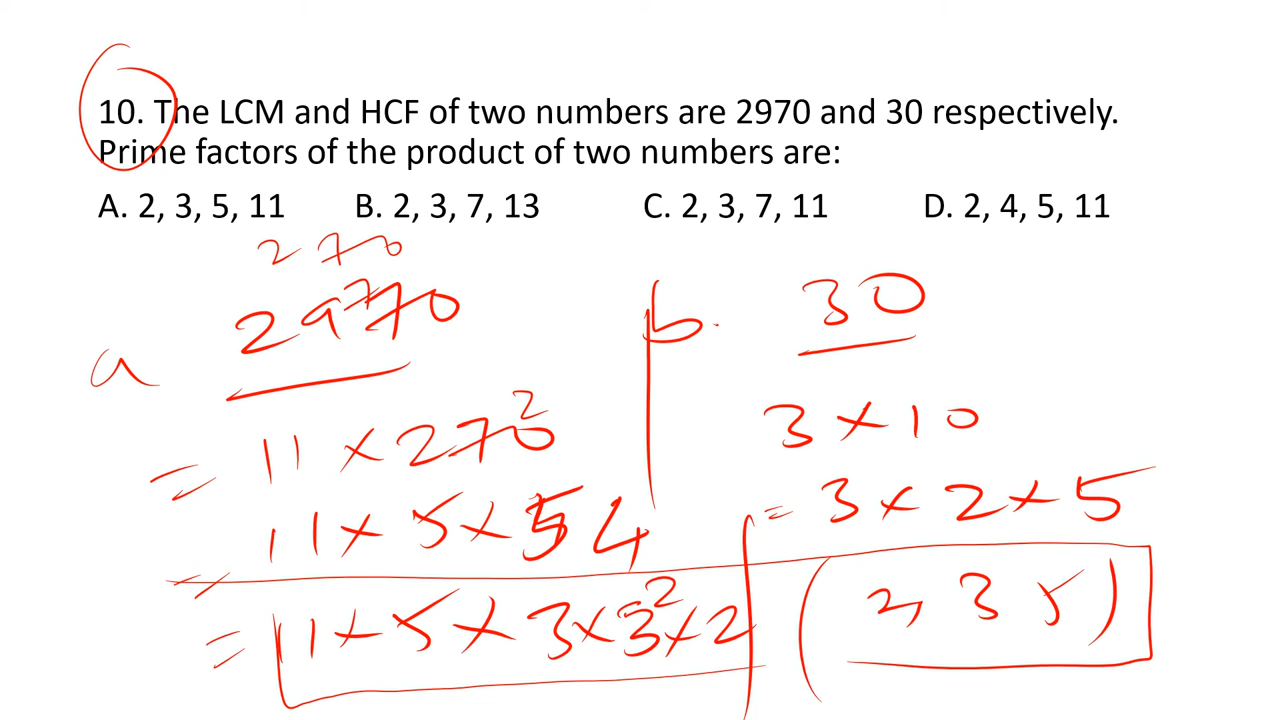 10. The LCM and HCF of two numbers are 2970 and 30 respectively.
Prime factors of the product of two numbers are:
A. 2, 3, 5, 11 B. 2, 3, 7, 13 C. 2, 3, 7, 11 D. 2, 4, 5, 11
270
a 2970 b. 30
= 11 × 270 3 × 10
= 11 × 5 × 54 = 3 × 2 × 5
= 11 × 5 × 3 × 3² × 2 (2, 3 5)